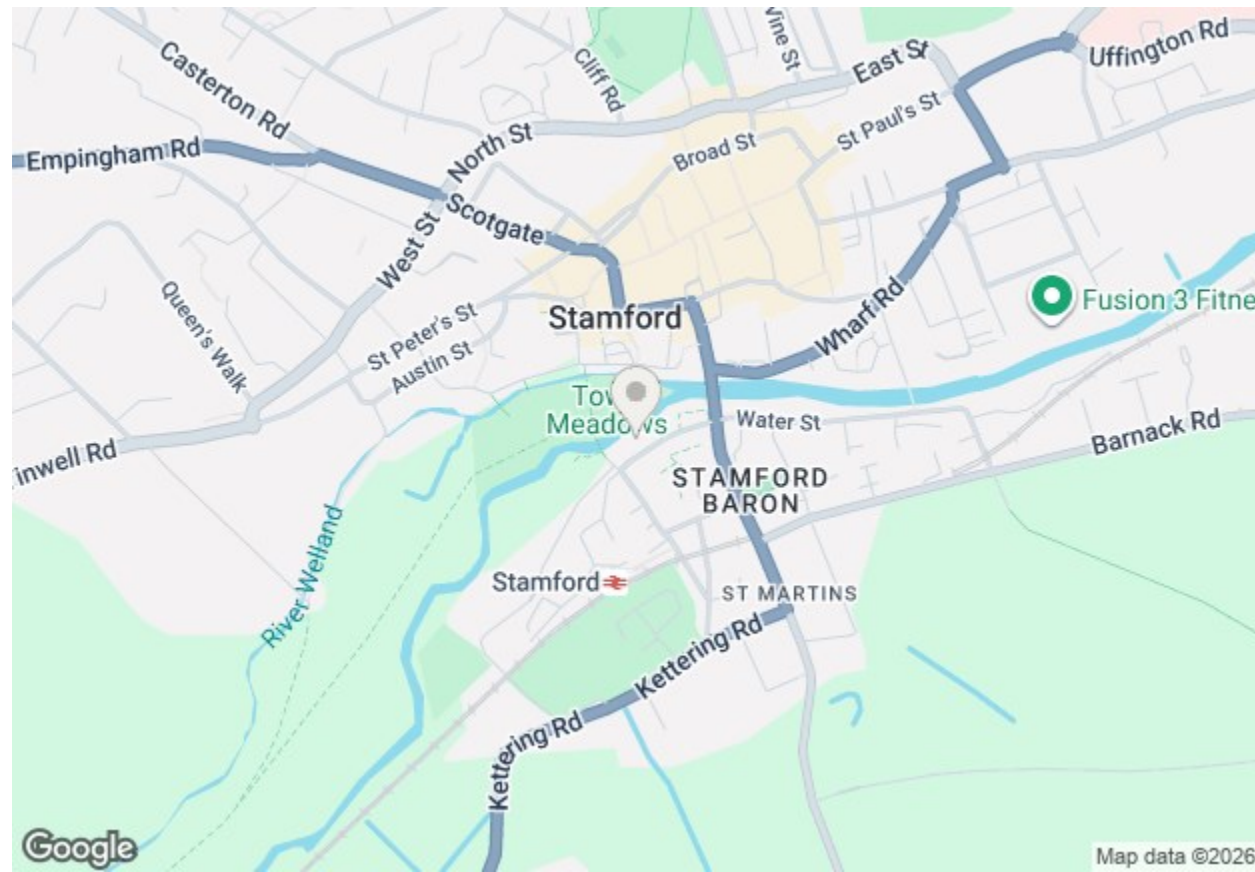 Vine St
Cliff Rd
East St
Uffington Rd
Casterton Rd
St Paul's St
North St
Broad St
Empingham Rd
Scotgate
West St
Queen's Walk
Wharf Rd
Fusion 3 Fitne
St Peter's St
Stamford
Austin St
Meadows
Water St
Barnack Rd
inwell Rd
STAMFORD
BARON
River Welland
Stamford
ST MARTINS
Kettering Rd
Kettering Rd
Kettering Rd
Google
Map data ©2026